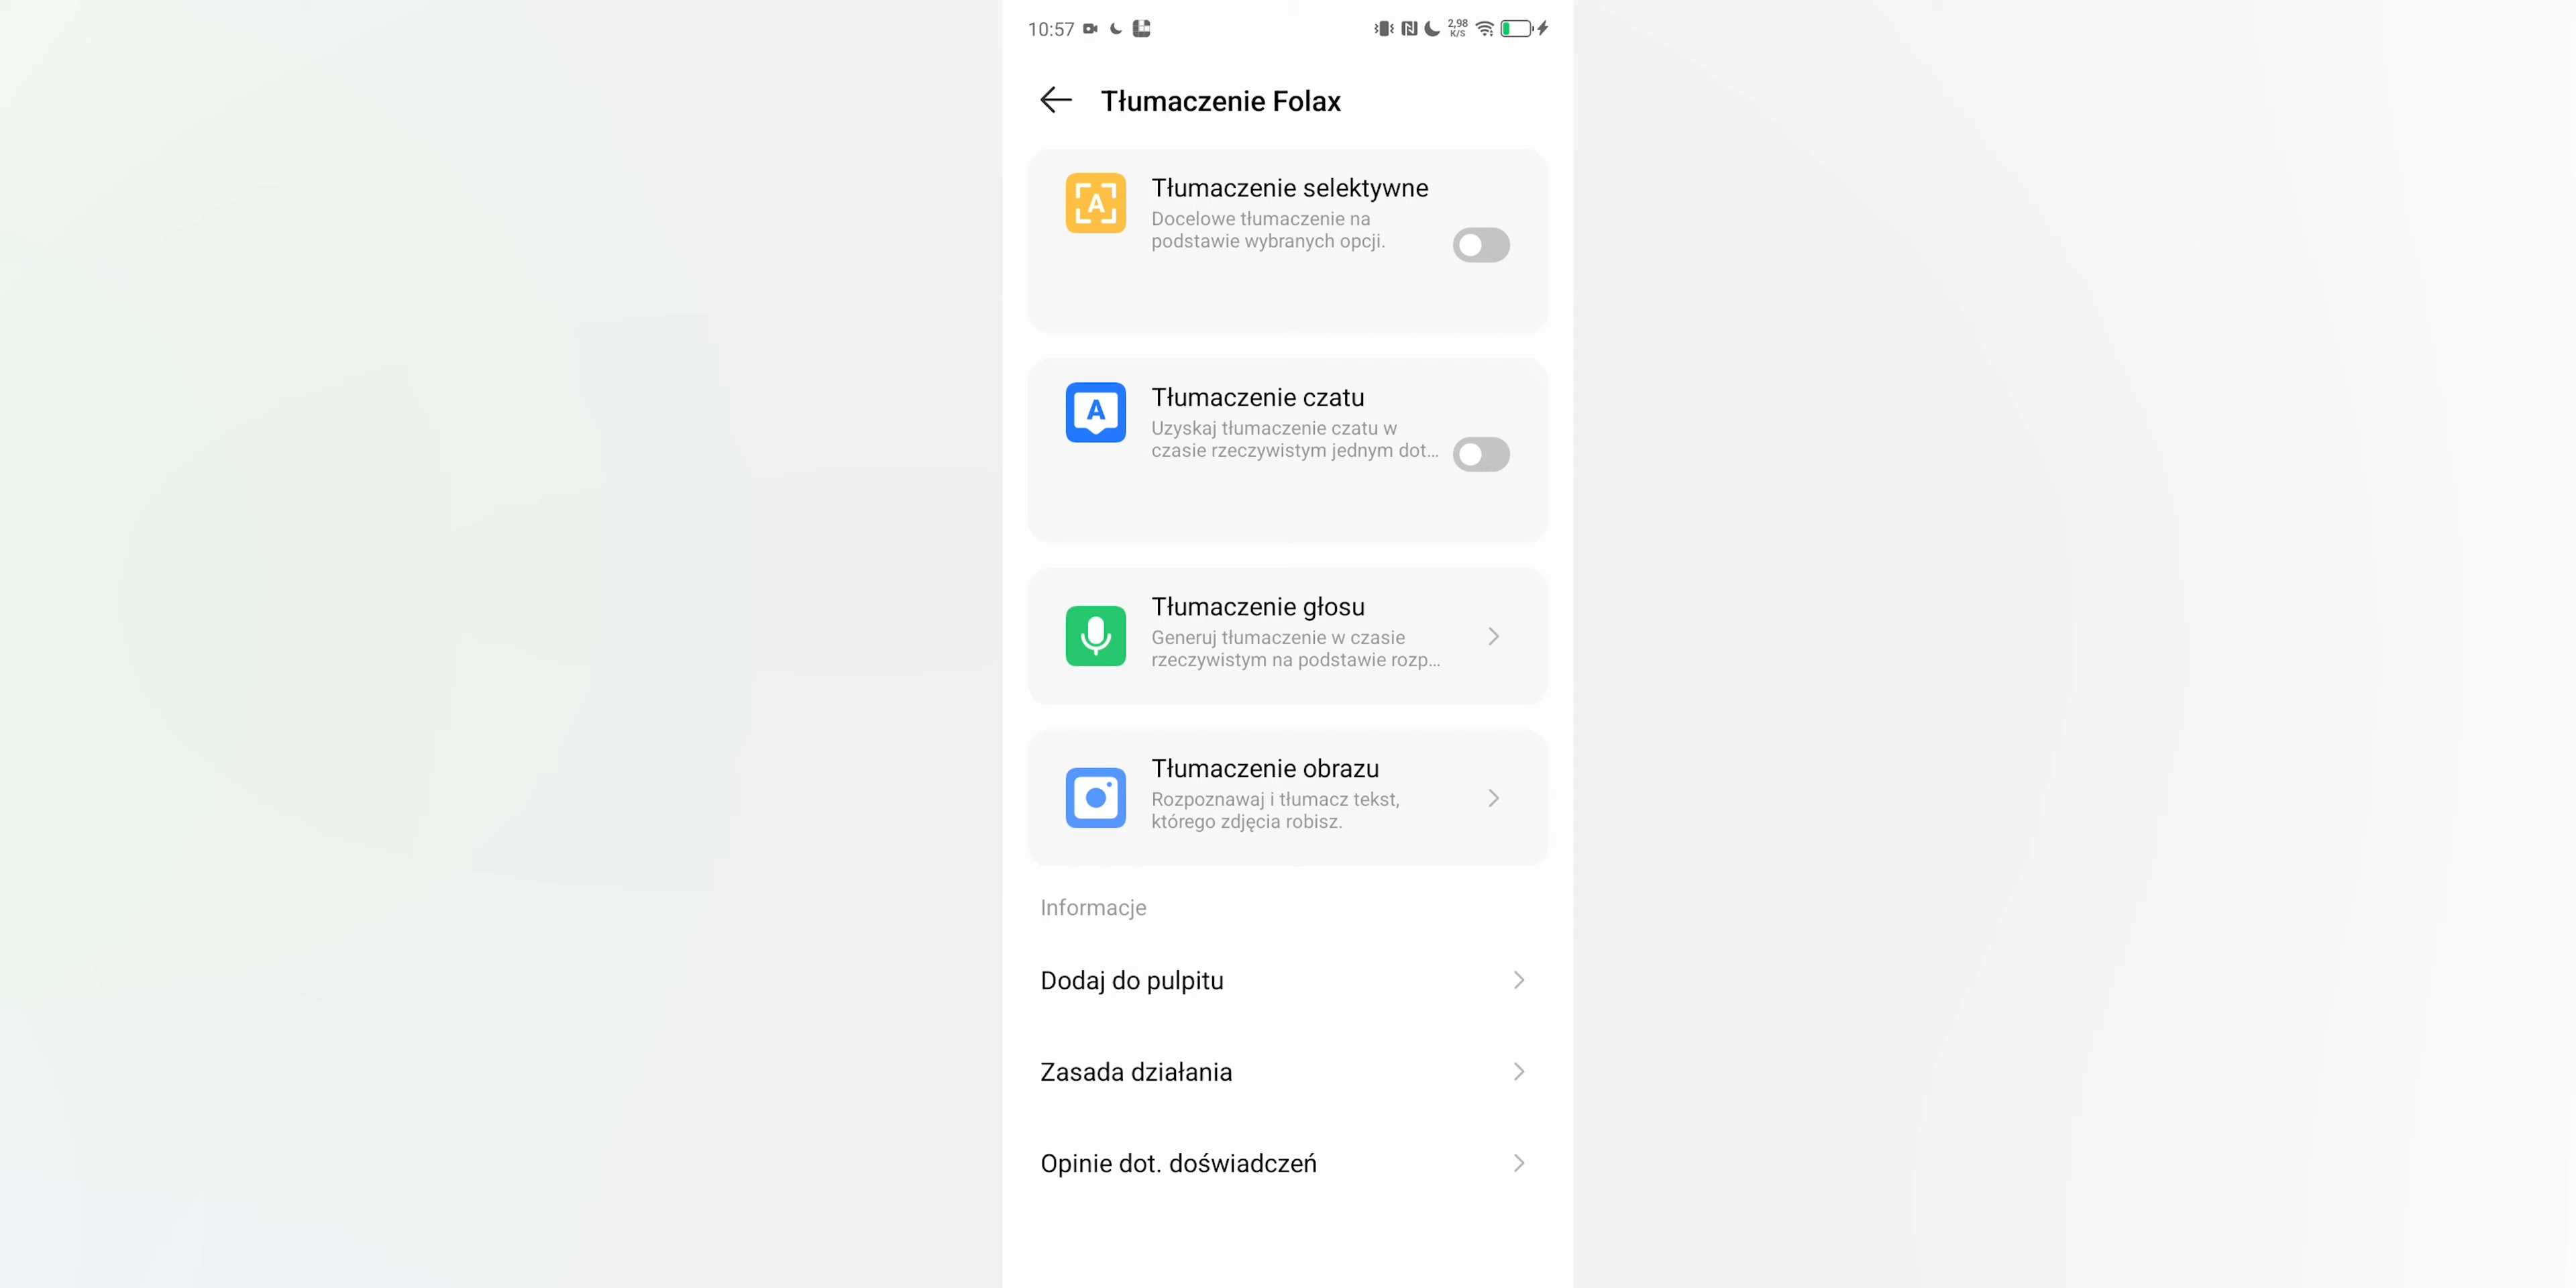 10:57
2,98
K/S
Tłumaczenie Folax
Tłumaczenie selektywne
Docelowe tłumaczenie na
podstawie wybranych opcji.
Tłumaczenie czatu
Uzyskaj tłumaczenie czatu w
czasie rzeczywistym jednym dot…
Tłumaczenie głosu
Generuj tłumaczenie w czasie
rzeczywistym na podstawie rozp…
Tłumaczenie obrazu
Rozpoznawaj i tłumacz tekst,
którego zdjęcia robisz.
Informacje
Dodaj do pulpitu
Zasada działania
Opinie dot. doświadczeń